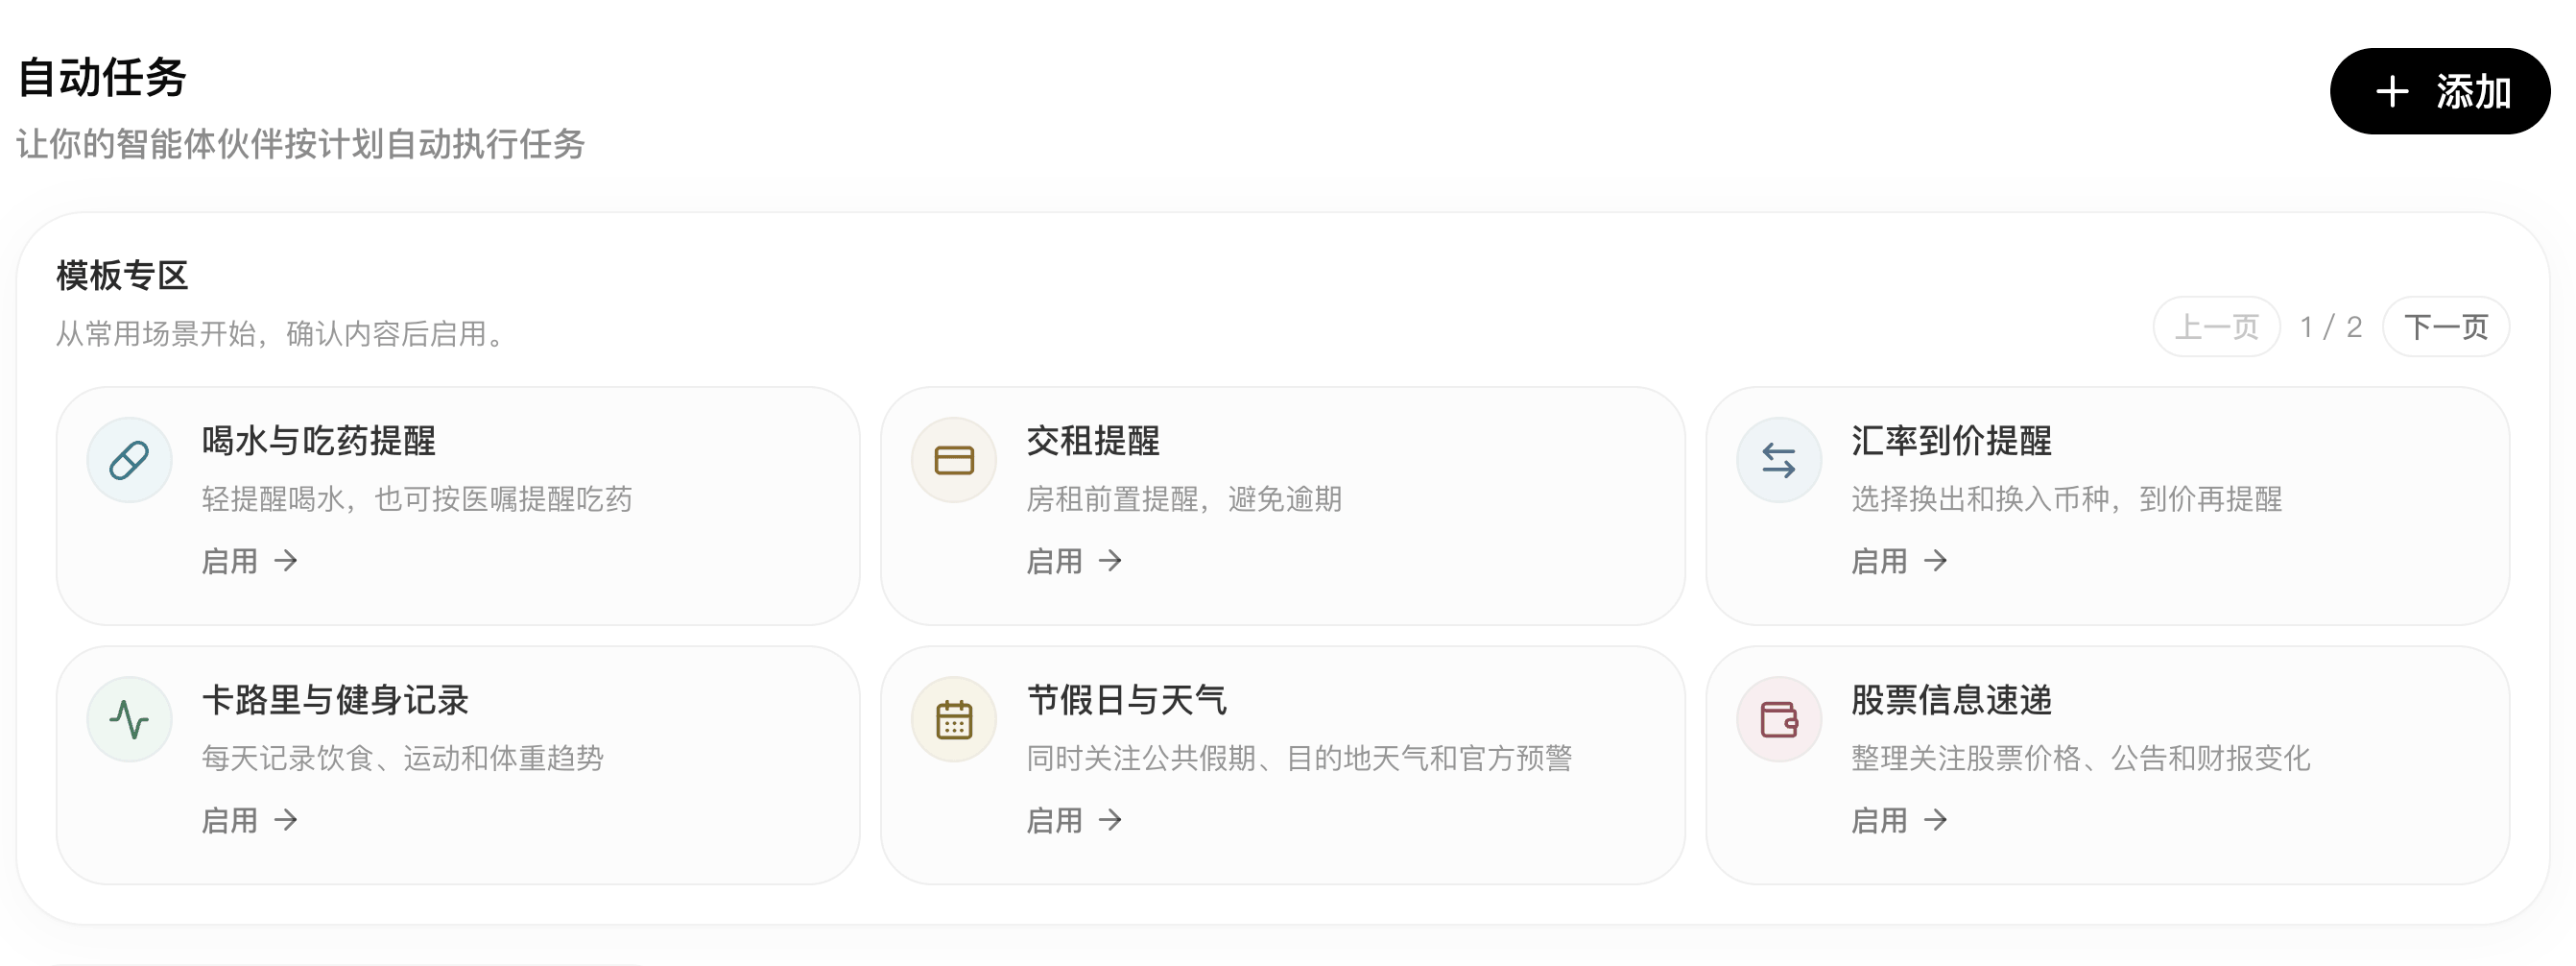 自动任务
让你的智能体伙伴按计划自动执行任务
添加
模板专区
从常用场景开始，确认内容后启用。
上一页 1 / 2 下一页
喝水与吃药提醒
轻提醒喝水，也可按医嘱提醒吃药
启用 →
交租提醒
房租前置提醒，避免逾期
启用 →
汇率到价提醒
选择换出和换入币种，到价再提醒
启用 →
卡路里与健身记录
每天记录饮食、运动和体重趋势
启用 →
节假日与天气
同时关注公共假期、目的地天气和官方预警
启用 →
股票信息速递
整理关注股票价格、公告和财报变化
启用 →